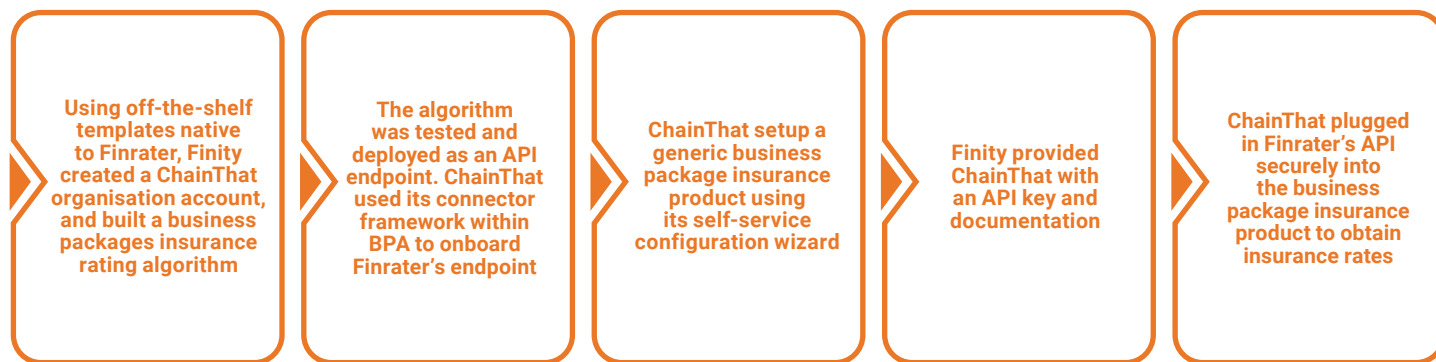 Using off-the-shelf
templates native
to Finrater, Finity
created a ChainThat
organisation account,
and built a business
packages insurance
rating algorithm
The algorithm
was tested and
deployed as an API
endpoint. ChainThat
used its connector
framework within
BPA to onboard
Finrater’s endpoint
ChainThat setup a
generic business
package insurance
product using
its self-service
configuration wizard
Finity provided
ChainThat with
an API key and
documentation
ChainThat plugged
in Finrater’s API
securely into
the business
package insurance
product to obtain
insurance rates